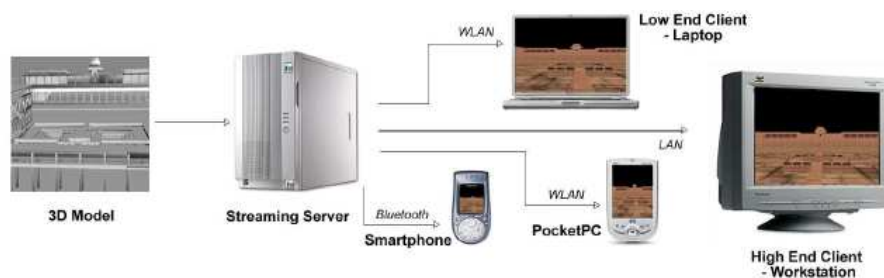 WLAN
Low End Client
- Laptop
LAN
3D Model
Streaming Server
Bluetooth
Smartphone
WLAN
PocketPC
High End Client
- Workstation